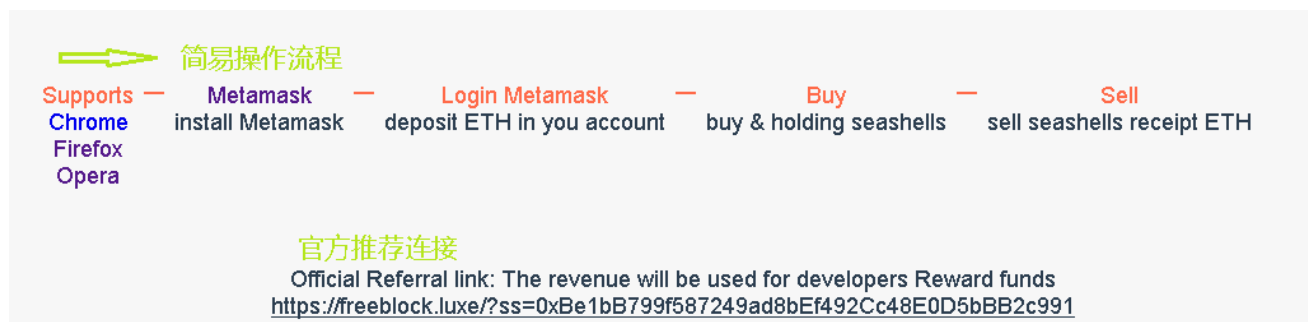 简易操作流程
Supports — Metamask — Login Metamask — Buy — Sell
Chrome install Metamask deposit ETH in you account buy & holding seashells sell seashells receipt ETH
Firefox
Opera
官方推荐连接
Official Referral link: The revenue will be used for developers Reward funds
https://freeblock.luxe/?ss=0xBe1bB799f587249ad8bEf492Cc48E0D5bBB2c991